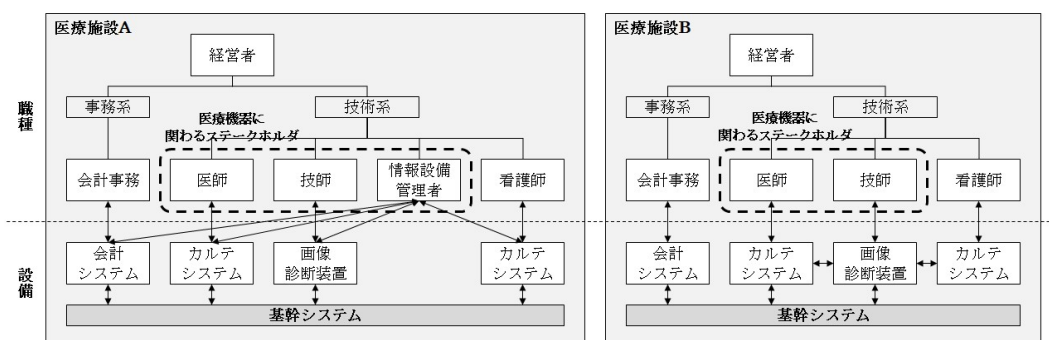 医療施設A
経営者
事務系
技術系
医療機器に
関わるステークホルダ
職種
会計事務
医師
技師
情報設備
管理者
看護師
設備
会計
システム
カルテ
システム
画像
診断装置
カルテ
システム
基幹システム
医療施設B
経営者
事務系
技術系
医療機器に
関わるステークホルダ
会計事務
医師
技師
看護師
会計
システム
カルテ
システム
画像
診断装置
カルテ
システム
基幹システム